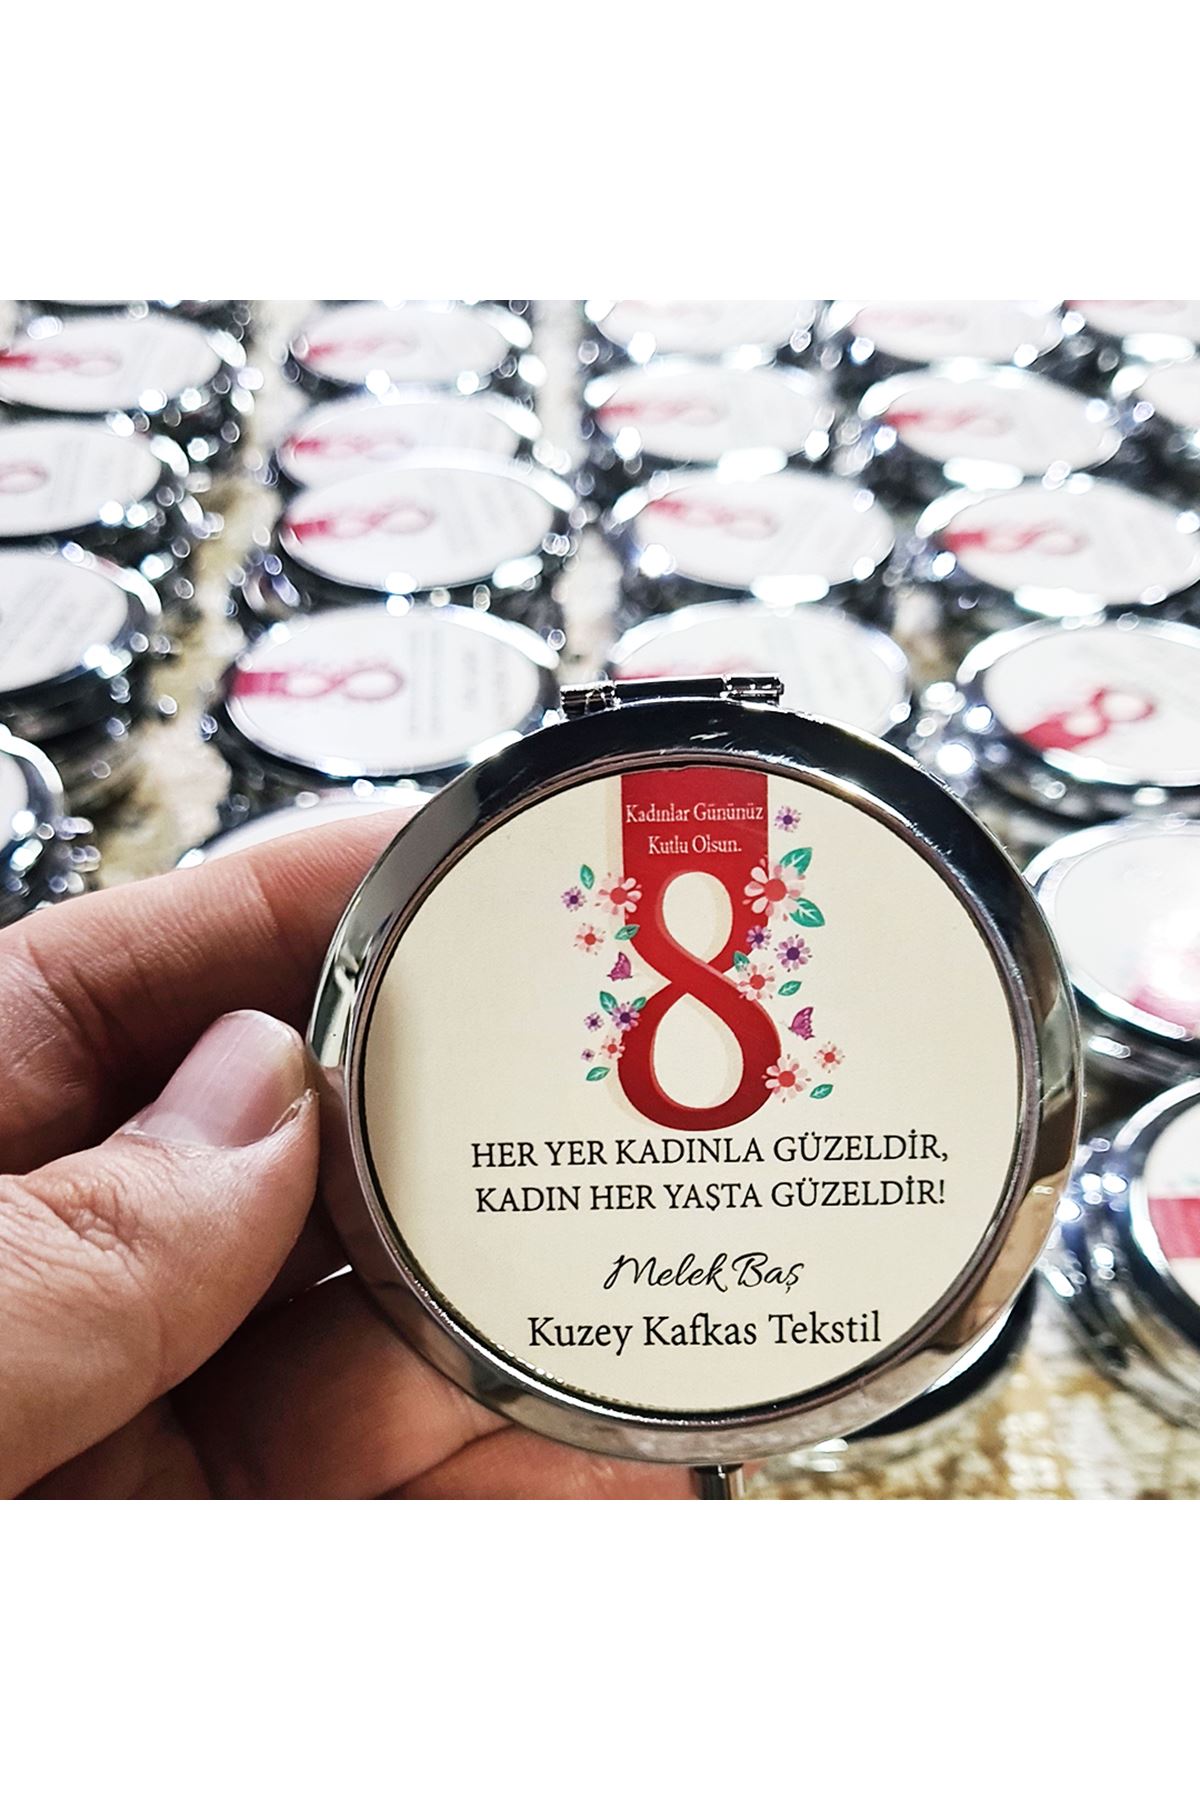 Kadınlar Gününüz
Kutlu Olsun.
8
HER YER KADINLA GÜZELDİR,
KADIN HER YAŞTA GÜZELDİR!
Melek Baş
Kuzey Kafkas Tekstil